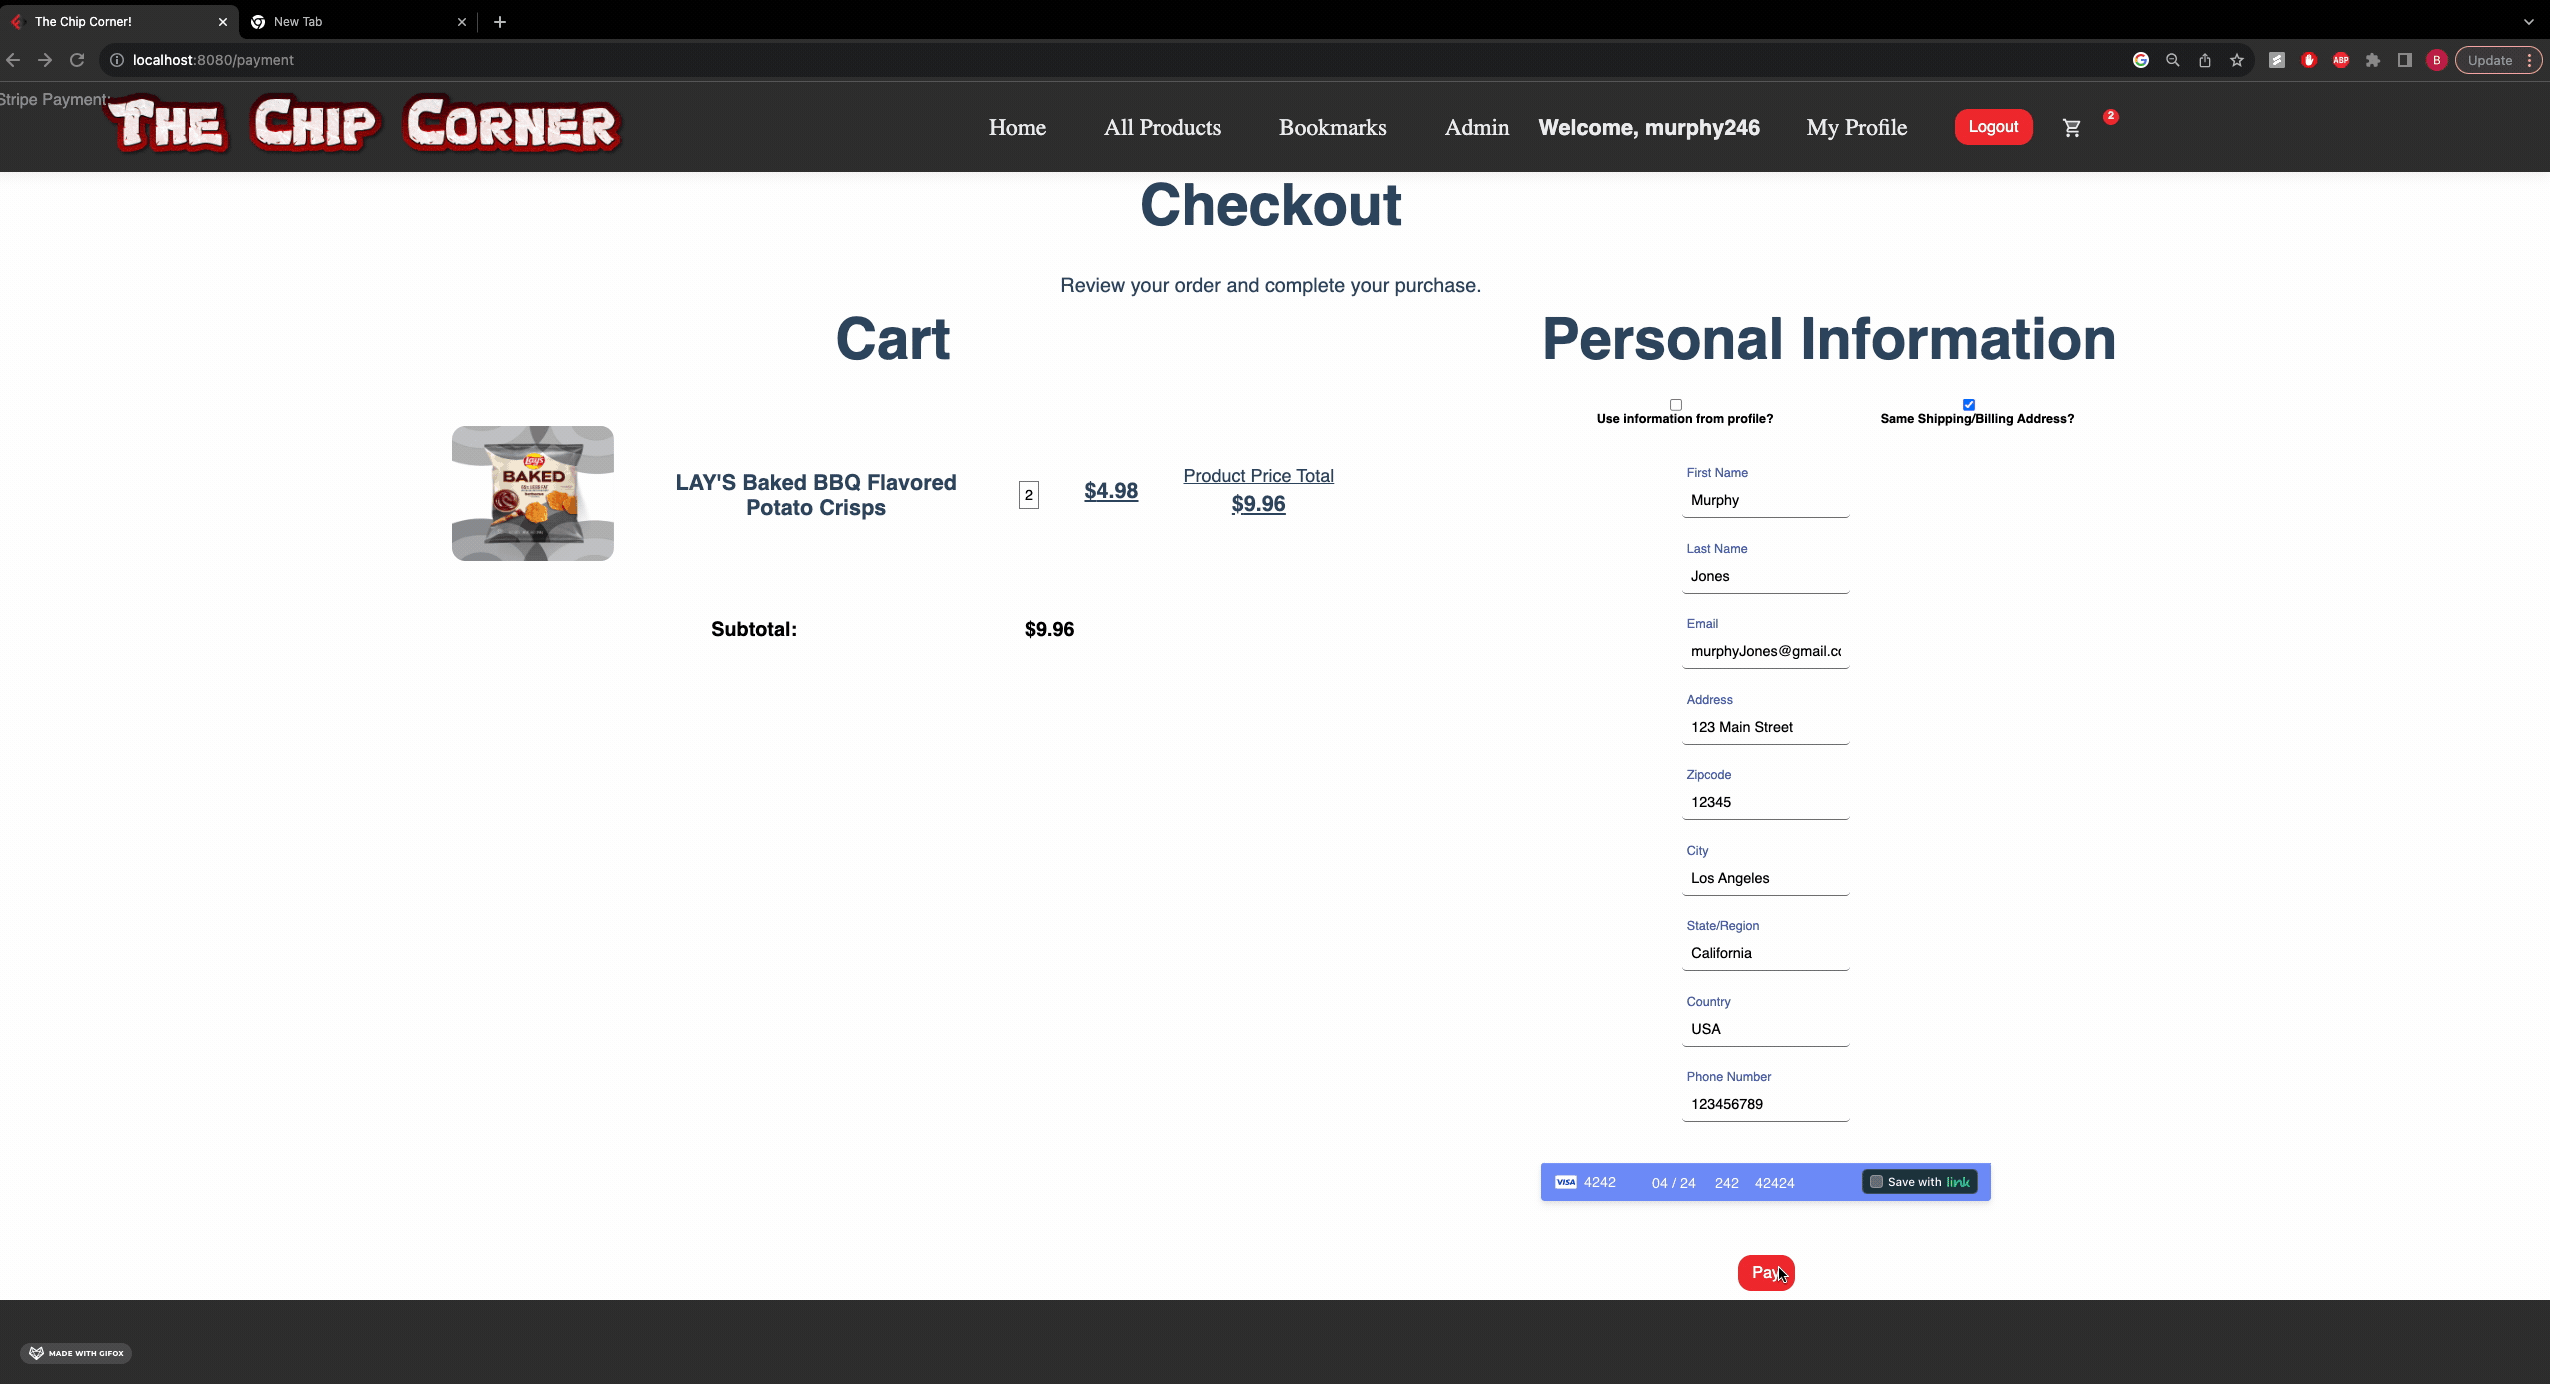 The Chip Corner!
New Tab
localhost:8080/payment
ABP
B
Update
Stripe Payment:
THE CHIP CORNER
Home
All Products
Bookmarks
Admin
Welcome, murphy246
My Profile
Logout
2
Checkout
Review your order and complete your purchase.
Cart
Personal Information
Use information from profile?
Same Shipping/Billing Address?
Lay's
BAKED
LAY'S Baked BBQ Flavored
Potato Crisps
2
$4.98
Product Price Total
$9.96
Subtotal:
$9.96
First Name
Murphy
Last Name
Jones
Email
murphyJones@gmail.co
Address
123 Main Street
Zipcode
12345
City
Los Angeles
State/Region
California
Country
USA
Phone Number
123456789
VISA 4242 04 / 24 242 42424
Save with link
Pay
MADE WITH GIFOX